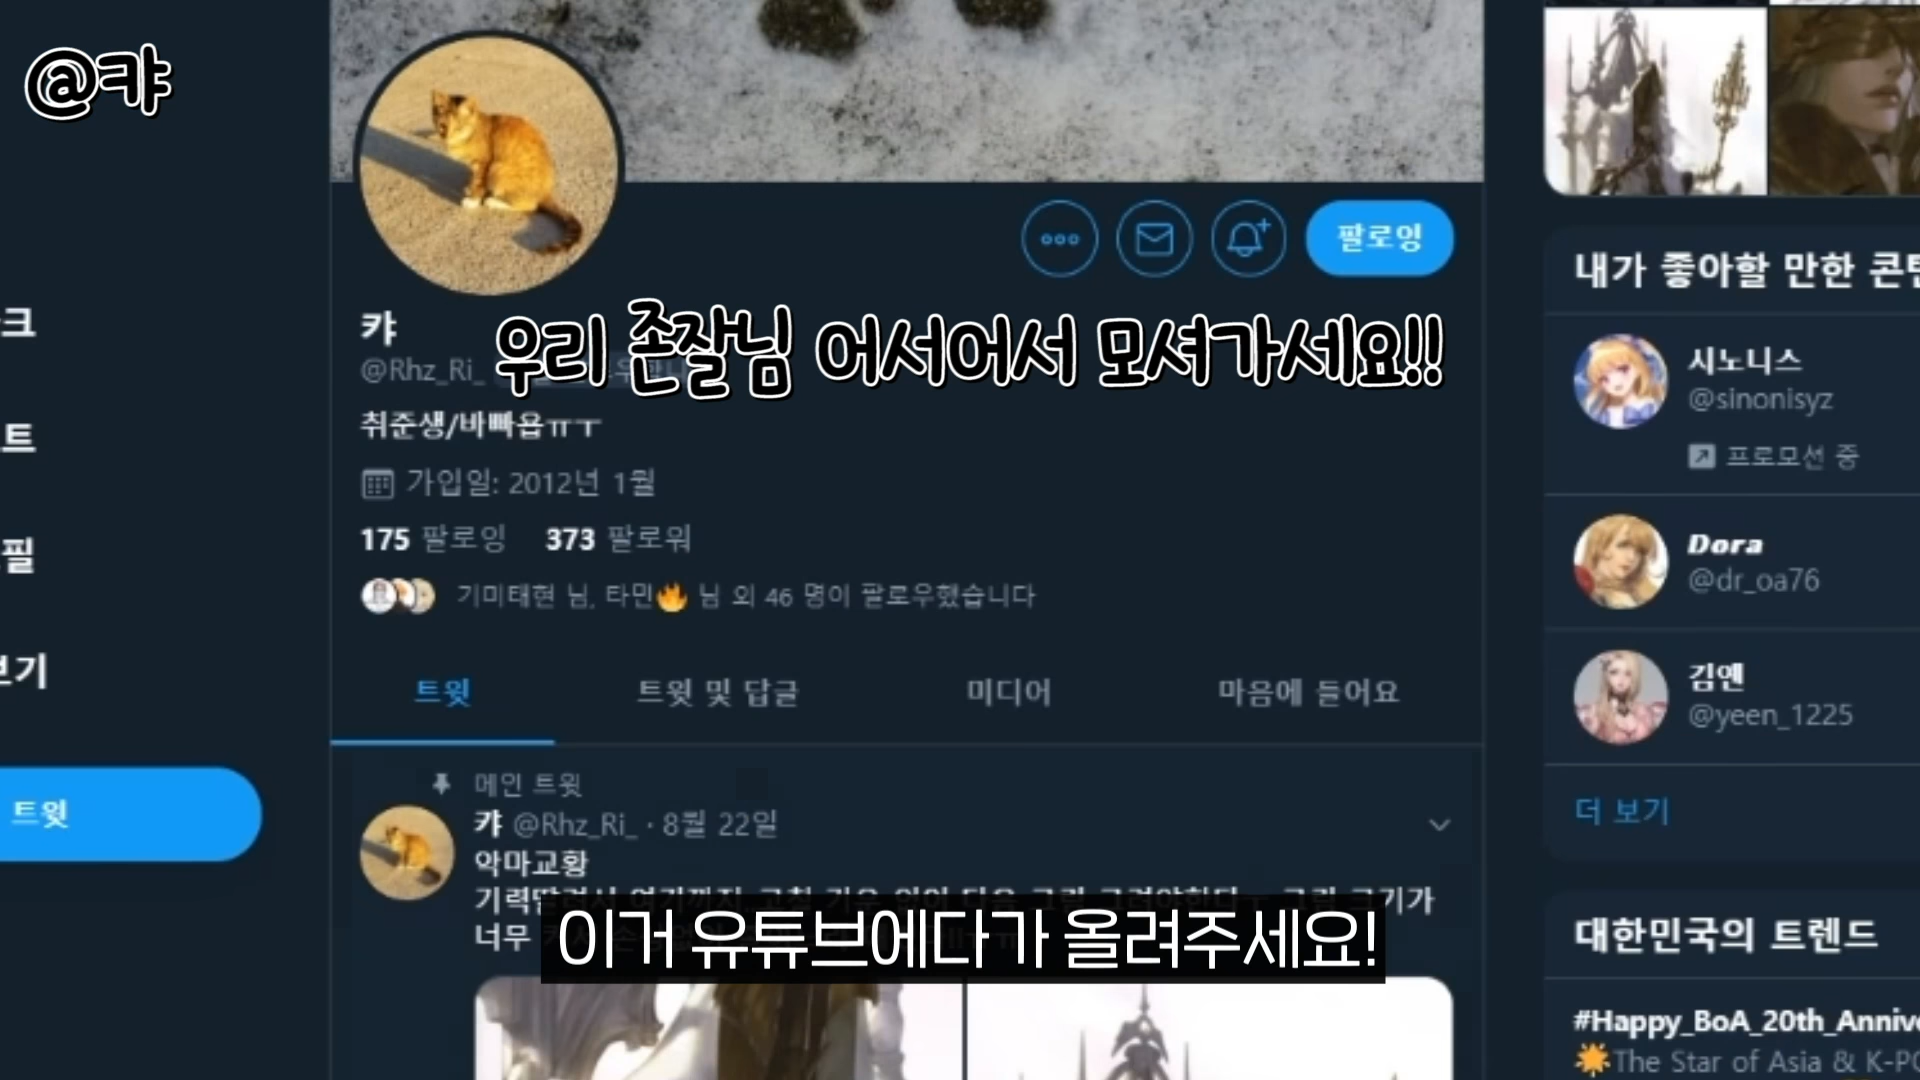 @캬
팔로잉
캬
@Rhz_Ri_
우리 존잘님 어서어서 모셔가세요!!
취준생/바빠욥ㅠㅜ
가입일: 2012년 1월
175 팔로잉 373 팔로워
기미태현 님, 타민🔥 님 외 46 명이 팔로우했습니다
트윗 트윗 및 답글 미디어 마음에 들어요
메인 트윗
캬 @Rhz_Ri_ · 8월 22일
악마교황
너무
이거 유튜브에다가 올려주세요!
크
트
필
보기
트윗
내가 좋아할 만한
시노니스
@sinonisyz
프로모션 중
Dora
@dr_oa76
김옌
@yeen_1225
더 보기
대한민국의 트렌드
#Happy_BoA_20th_Anniv
🌟The Star of Asia & K-PO